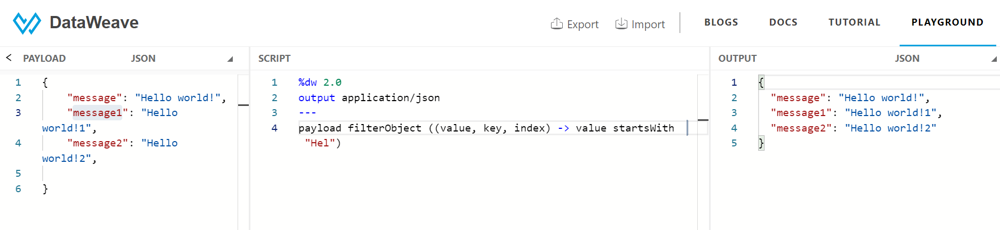 DataWeave
Export Import BLOGS DOCS TUTORIAL PLAYGROUND
< PAYLOAD JSON
1 {
2 "message": "Hello world!",
3 "message1": "Hello
world!1",
4 "message2": "Hello
world!2",
5
6 }
SCRIPT
1 %dw 2.0
2 output application/json
3 ---
4 payload filterObject ((value, key, index) -> value startsWith
"Hel")
OUTPUT JSON
1 {
2 "message": "Hello world!",
3 "message1": "Hello world!1",
4 "message2": "Hello world!2"
5 }